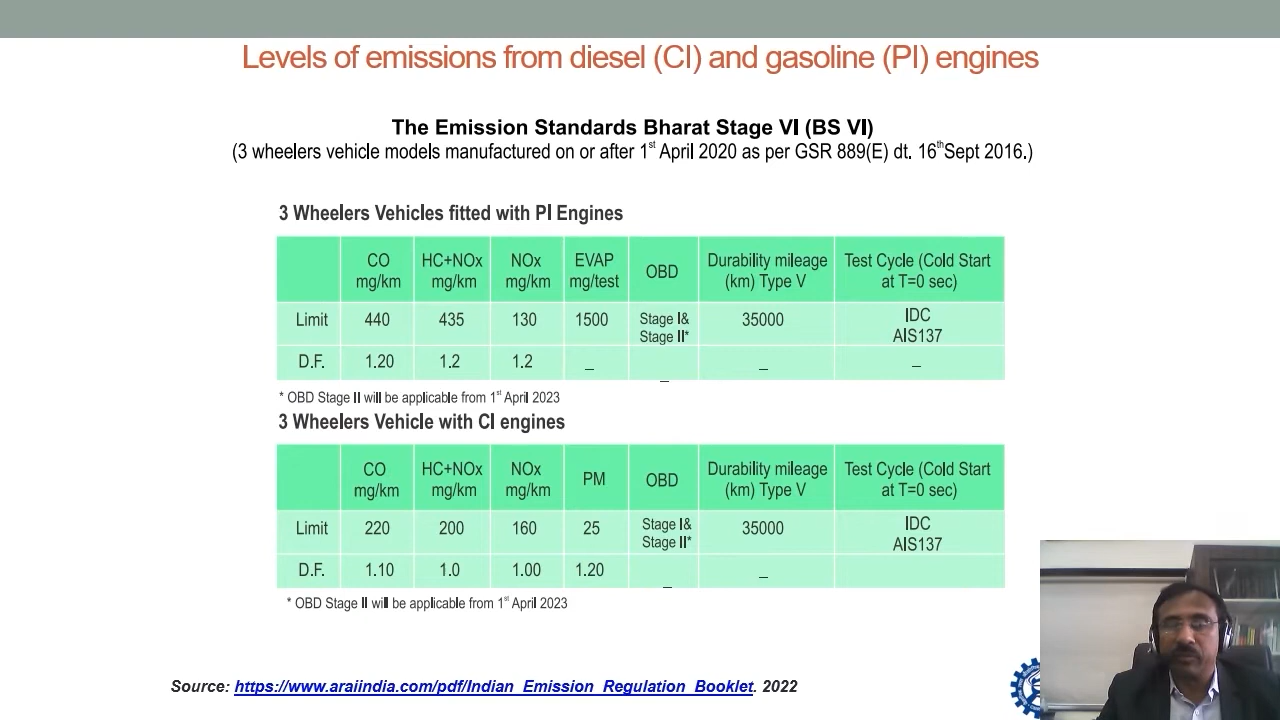 Levels of emissions from diesel (CI) and gasoline (PI) engines
The Emission Standards Bharat Stage VI (BS VI)
(3 wheelers vehicle models manufactured on or after 1st April 2020 as per GSR 889(E) dt. 16th Sept 2016.)
3 Wheelers Vehicles fitted with PI Engines
CO mg/km HC+NOx mg/km NOx mg/km EVAP mg/test OBD Durability mileage (km) Type V Test Cycle (Cold Start at T=0 sec)
Limit 440 435 130 1500 Stage I& Stage II* 35000 IDC AIS137
D.F. 1.20 1.2 1.2 _ _ _ _
* OBD Stage II will be applicable from 1st April 2023
3 Wheelers Vehicle with CI engines
CO mg/km HC+NOx mg/km NOx mg/km PM OBD Durability mileage (km) Type V Test Cycle (Cold Start at T=0 sec)
Limit 220 200 160 25 Stage I& Stage II* 35000 IDC AIS137
D.F. 1.10 1.0 1.00 1.20 _ _
* OBD Stage II will be applicable from 1st April 2023
Source: https://www.araiindia.com/pdf/Indian_Emission_Regulation_Booklet. 2022